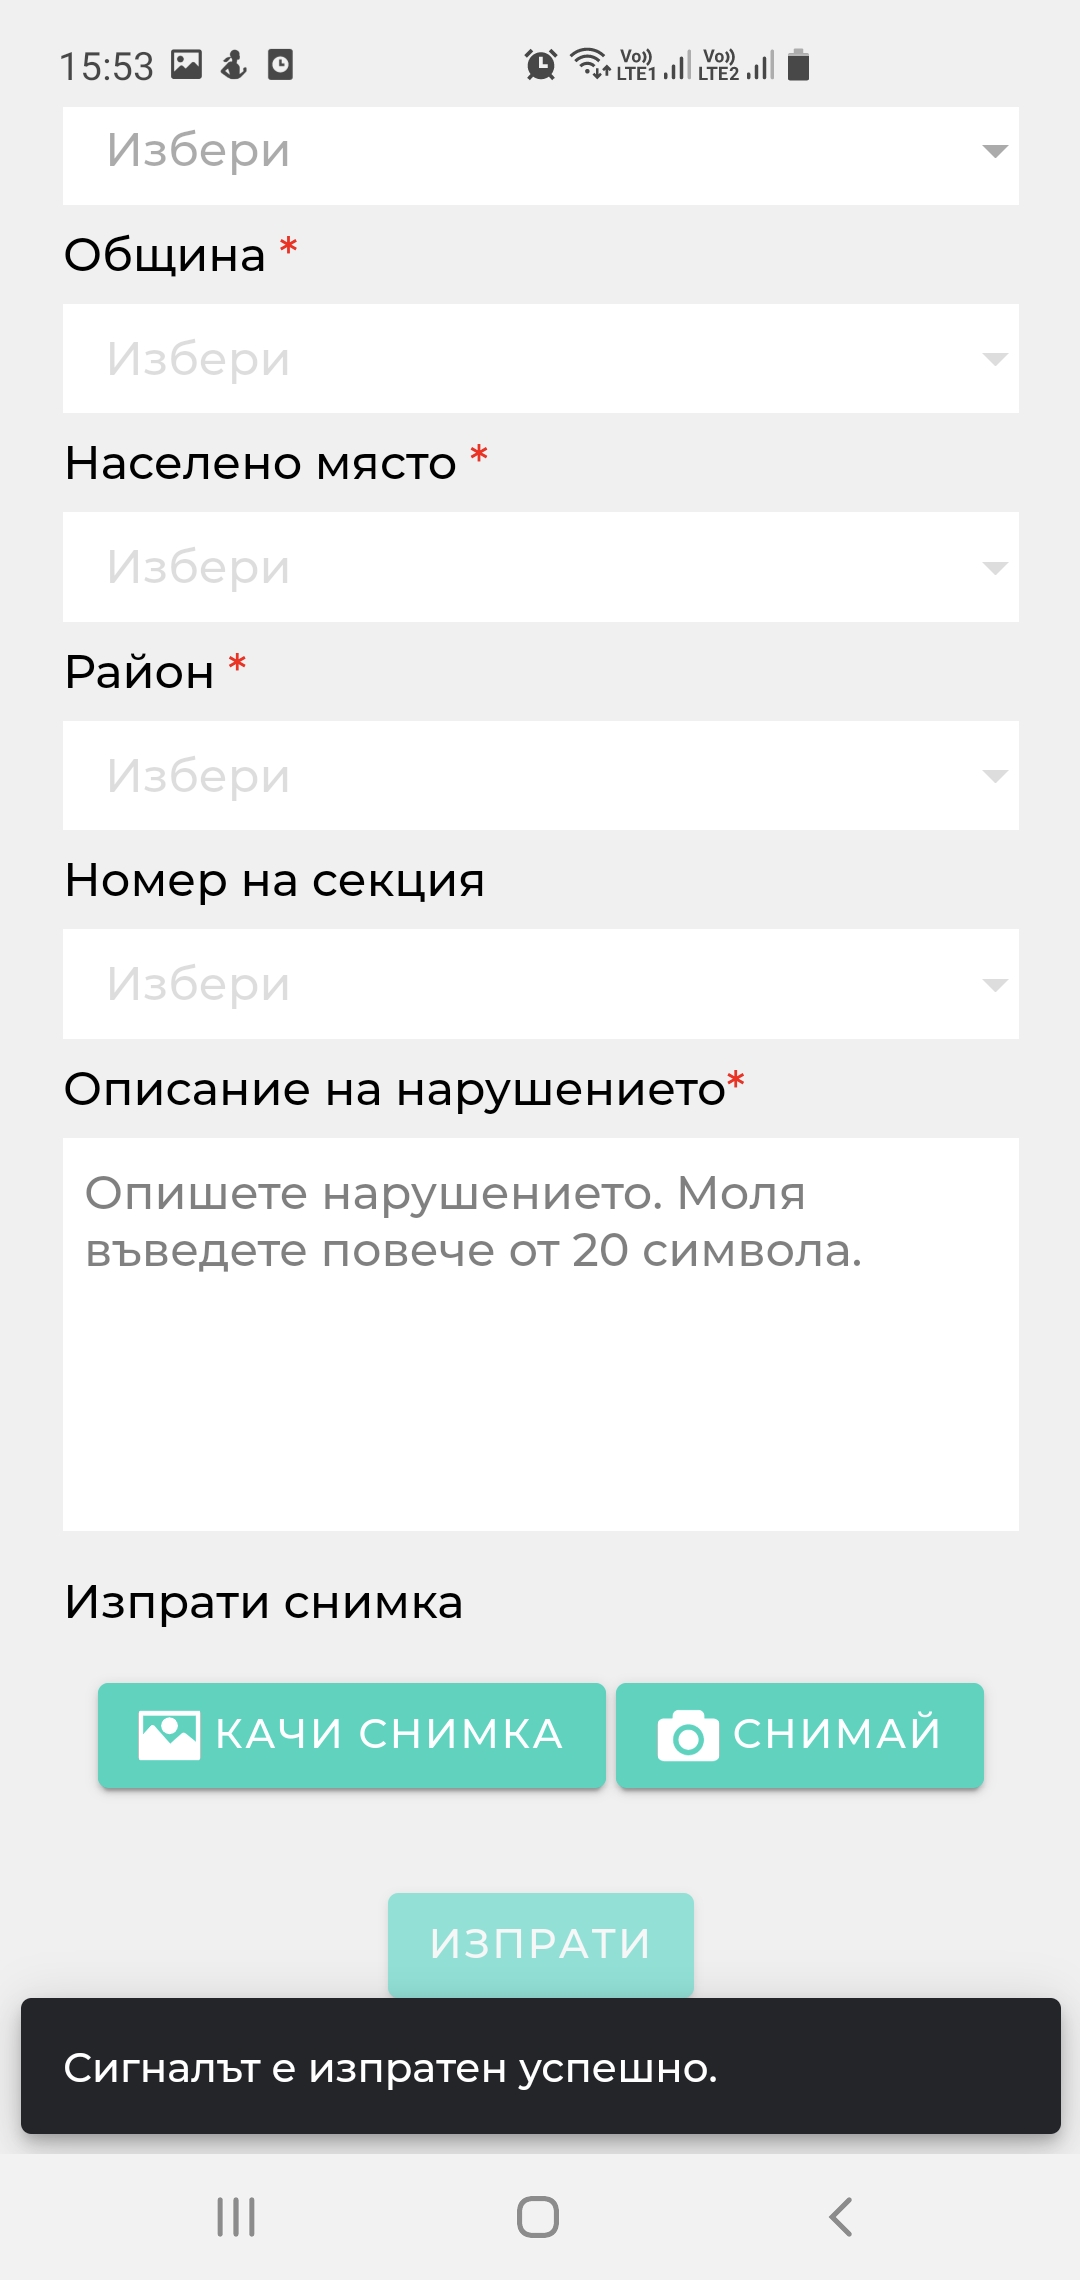 15:53
Vo)) LTE1 Vo)) LTE2
Избери
Община *
Избери
Населено място *
Избери
Район *
Избери
Номер на секция
Избери
Описание на нарушението*
Опишете нарушението. Моля
въведете повече от 20 символа.
Изпрати снимка
КАЧИ СНИМКА СНИМАЙ
ИЗПРАТИ
Сигналът е изпратен успешно.